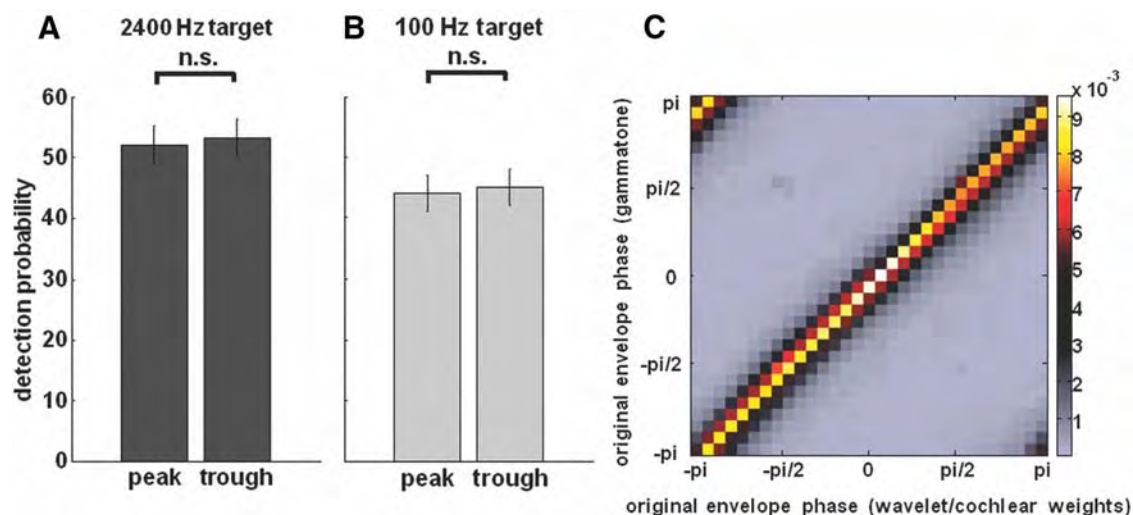 A
2400 Hz target
n.s.
B
100 Hz target
n.s.
C
detection probability
60
50
40
30
20
10
0
peak trough
peak trough
original envelope phase (gammatone)
pi
pi/2
0
-pi/2
-pi
-pi -pi/2 0 pi/2 pi
original envelope phase (wavelet/cochlear weights)
x 10-3
9
8
7
6
5
4
3
2
1